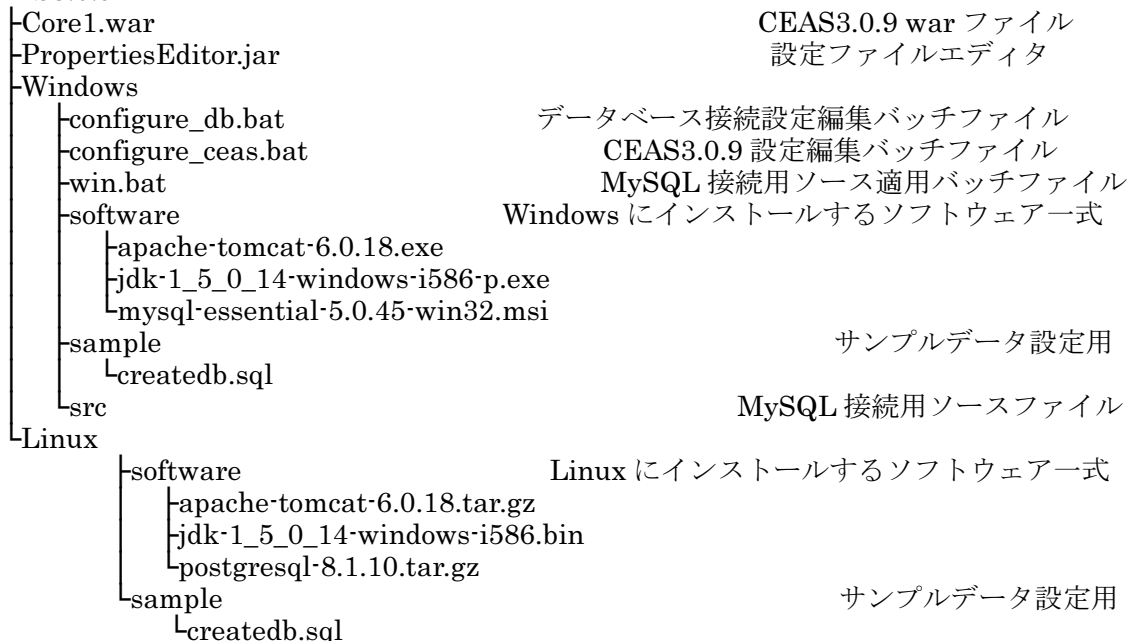 ├Core1.war CEAS3.0.9 war ファイル
├PropertiesEditor.jar 設定ファイルエディタ
├Windows
│ ├configure_db.bat データベース接続設定編集バッチファイル
│ ├configure_ceas.bat CEAS3.0.9 設定編集バッチファイル
│ ├win.bat MySQL 接続用ソース適用バッチファイル
│ ├software Windows にインストールするソフトウェア一式
│ │ ├apache-tomcat-6.0.18.exe
│ │ ├jdk-1_5_0_14-windows-i586-p.exe
│ │ └mysql-essential-5.0.45-win32.msi
│ ├sample サンプルデータ設定用
│ │ └createdb.sql
│ └src MySQL 接続用ソースファイル
└Linux
├software Linux にインストールするソフトウェア一式
│ ├apache-tomcat-6.0.18.tar.gz
│ ├jdk-1_5_0_14-windows-i586.bin
│ └postgresql-8.1.10.tar.gz
└sample サンプルデータ設定用
└createdb.sql